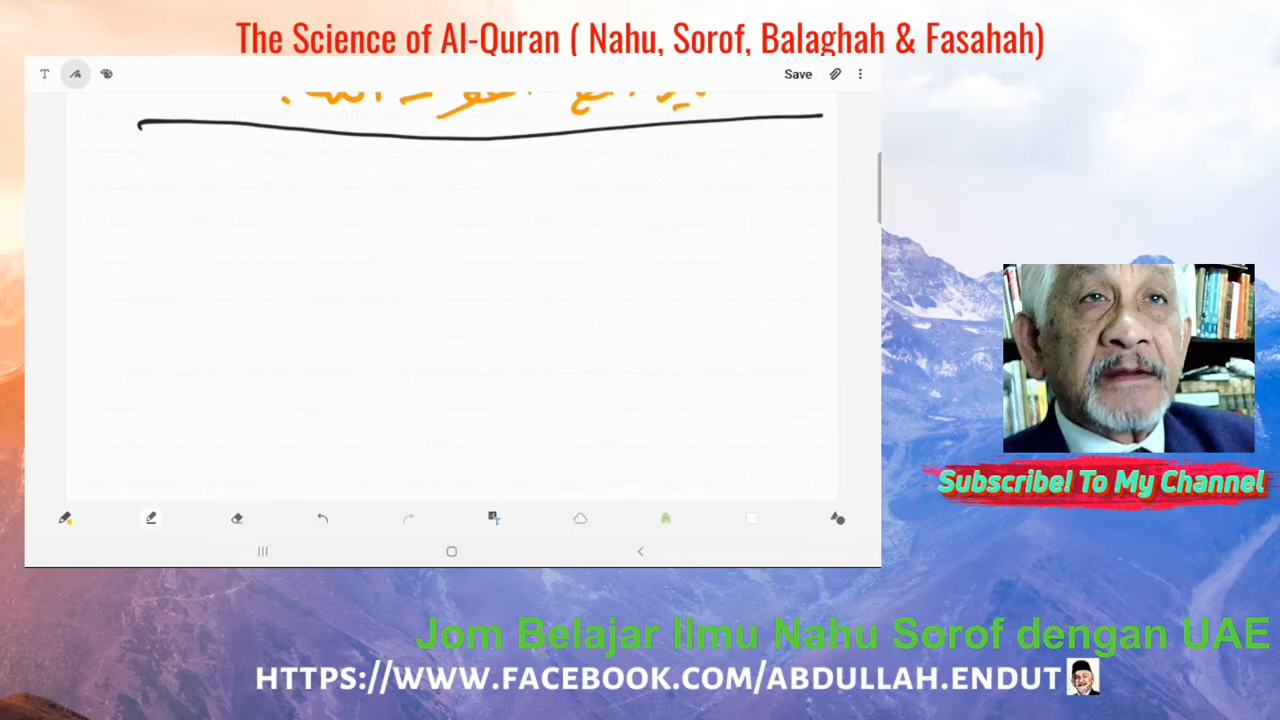 The Science of Al-Quran ( Nahu, Sorof, Balaghah & Fasahah)
T
Save
Subscribe! To My Channel
Jom Belajar Ilmu Nahu Sorof dengan UAE
HTTPS://WWW.FACEBOOK.COM/ABDULLAH.ENDUT